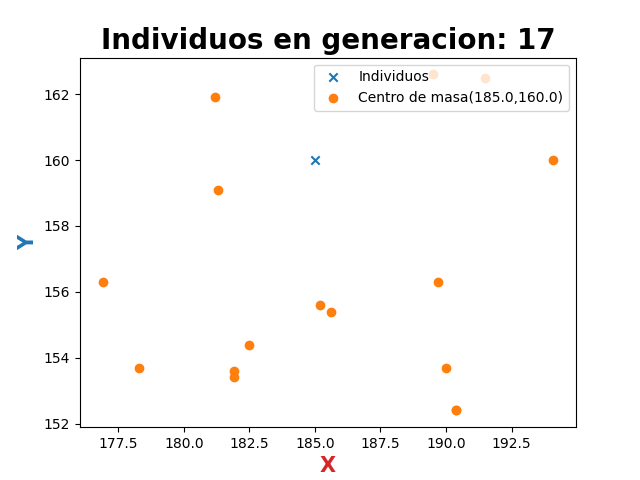 Individuos en generacion: 17
Individuos
Centro de masa(185.0,160.0)
162
160
158
156
154
152
Y
177.5 180.0 182.5 185.0 187.5 190.0 192.5
X